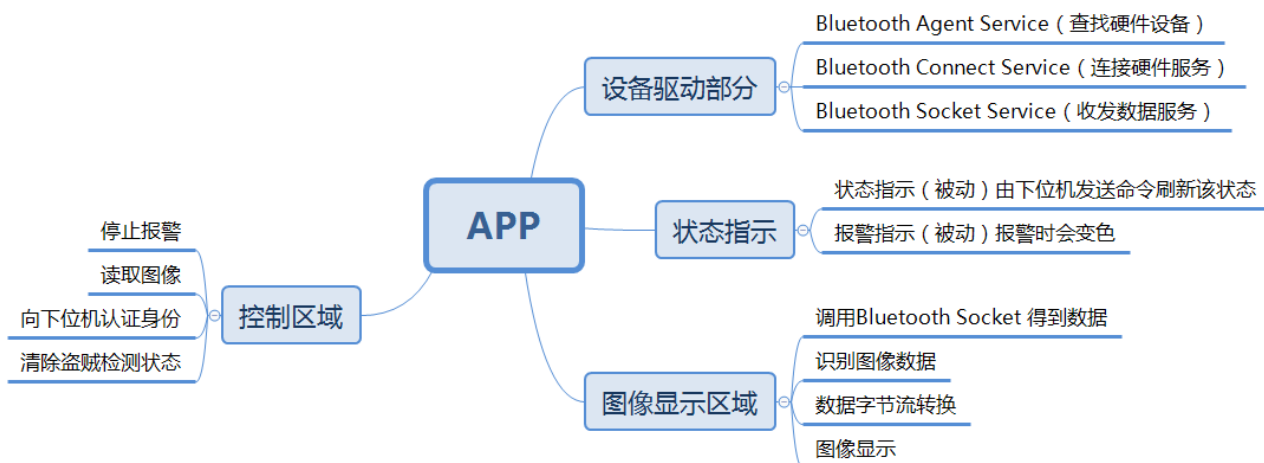 APP
设备驱动部分
Bluetooth Agent Service（查找硬件设备）
Bluetooth Connect Service（连接硬件服务）
Bluetooth Socket Service（收发数据服务）
状态指示
状态指示（被动）由下位机发送命令刷新该状态
报警指示（被动）报警时会变色
图像显示区域
调用Bluetooth Socket 得到数据
识别图像数据
数据字节流转换
图像显示
控制区域
停止报警
读取图像
向下位机认证身份
清除盗贼检测状态